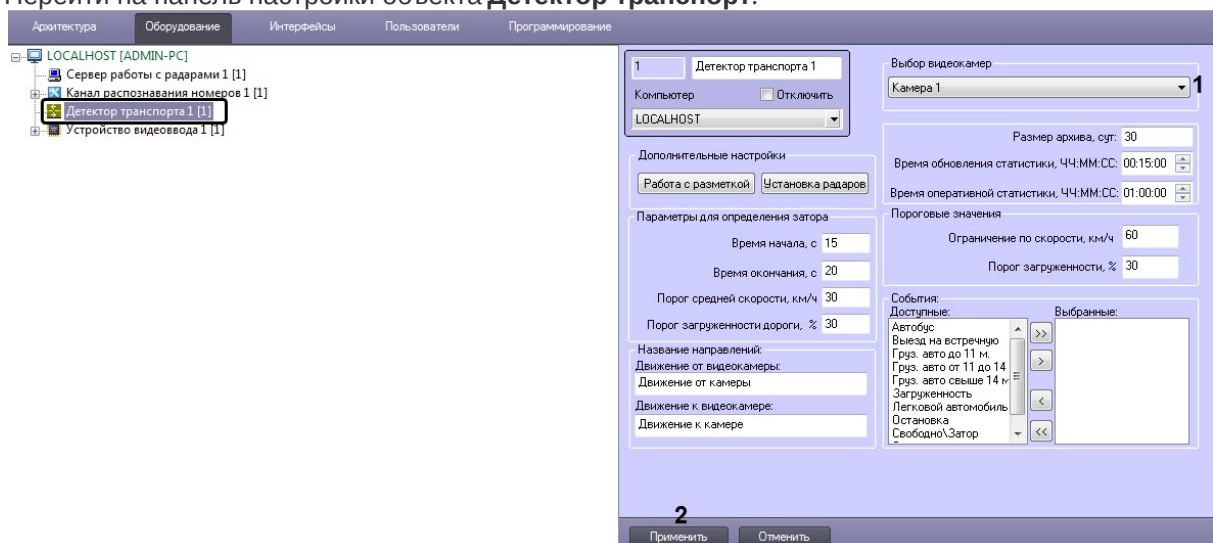 Перейти на панель настройки объекта Детектор транспорт.
Архитектура Оборудование Интерфейсы Пользователи Программирование
LOCALHOST [ADMIN-PC]
Сервер работы с радарами 1 [1]
Канал распознавания номеров 1 [1]
Детектор транспорта 1 [1]
Устройство видеоввода 1 [1]
1 Детектор транспорта 1
Компьютер Отключить
LOCALHOST
Дополнительные настройки
Работа с разметкой Установка радаров
Параметры для определения затора
Время начала, с 15
Время окончания, с 20
Порог средней скорости, км/ч 30
Порог загруженности дороги, % 30
Название направлений:
Движение от видеокамеры:
Движение от камеры
Движение к видеокамере:
Движение к камере
Выбор видеокамер
Камера 1
1
Размер архива, сут: 30
Время обновления статистики, ЧЧ:ММ:СС: 00:15:00
Время оперативной статистики, ЧЧ:ММ:СС: 01:00:00
Пороговые значения
Ограничение по скорости, км/ч 60
Порог загруженности, % 30
События:
Доступные: Выбранные:
Автобус
Выезд на встречную
Груз. авто до 11 м.
Груз. авто от 11 до 14
Груз. авто свыше 14 м
Загруженность
Легковой автомобиль
Остановка
Свободно\Затор
>>
>
<
<<
2
Применить Отменить